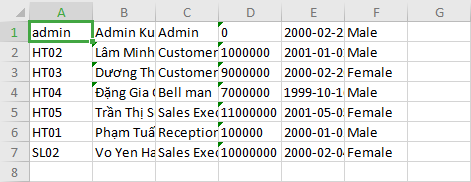 A B C D E F G
1 admin Admin Ku Admin 0 2000-02-2 Male
2 HT02 Lâm Minh Customer 1000000 2001-01-0 Male
3 HT03 Dương Th Customer 9000000 2000-02-2 Female
4 HT04 Đặng Gia Bell man 7000000 1999-10-1 Male
5 HT05 Trần Thị S Sales Exec 11000000 2001-05-0 Female
6 HT01 Phạm Tuấ Reception 100000 2000-01-0 Male
7 SL02 Vo Yen Ha Sales Exec 10000000 2000-02-0 Female
8